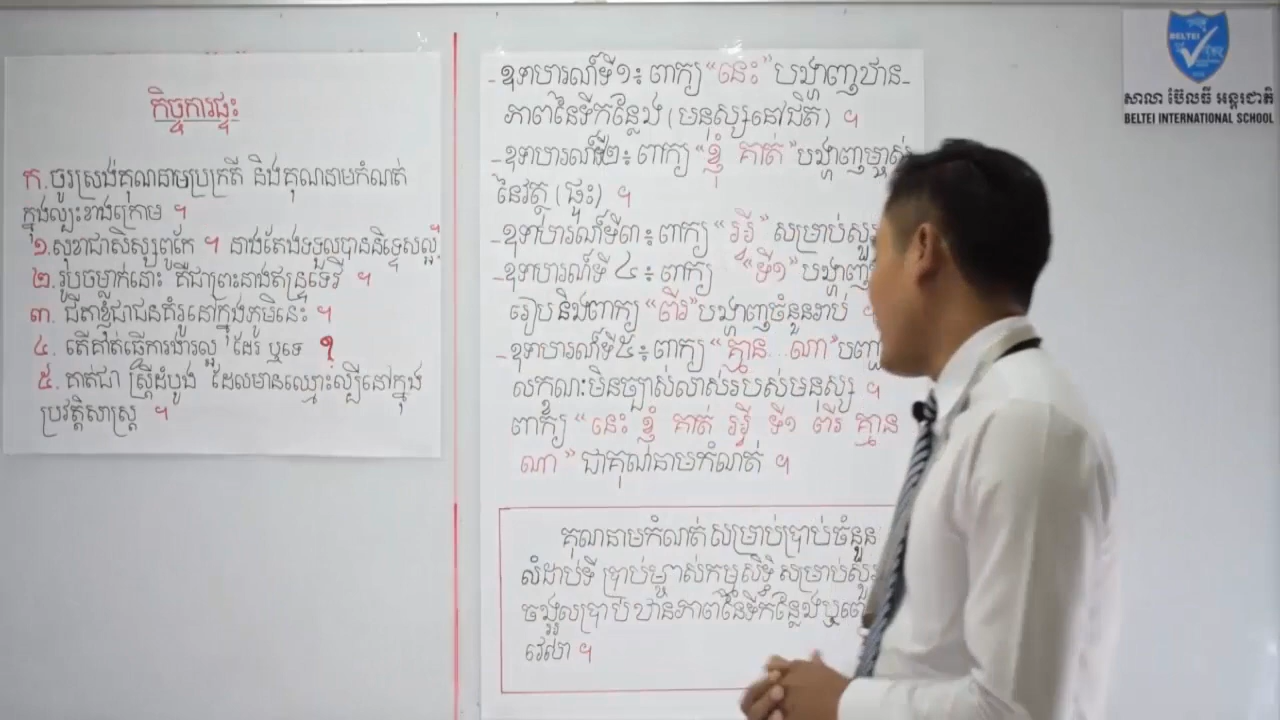 កិច្ចការផ្ទះ
ក. ចូរស្រង់គុណនាមប្រក្រតី និងគុណនាមកំណត់
ក្នុងល្បះខាងក្រោម ។
១. សុខាជាសិស្សពូកែ ។ នាងតែងទទួលបាននិទ្ទេសល្អ ។
២. រូបចម្លាក់នោះ គឺជាព្រះនាងឥន្ទ្រទេវី ។
៣. ជីតាខ្ញុំជាជនគំរូនៅក្នុងភូមិនេះ ។
៤. តើគាត់ធ្វើការងារល្អ ដែរ ឬទេ ?
៥. គាត់ជា ស្ត្រីដំបូង ដែលមានឈ្មោះល្បីនៅក្នុង
ប្រវត្តិសាស្ត្រ ។
- ឧទាហរណ៍ទី១៖ ពាក្យ “នេះ” បង្ហាញឋាន-
ភាពនៃទីកន្លែង (មនុស្សនៅជិត) ។
- ឧទាហរណ៍ទី២៖ ពាក្យ “ខ្ញុំ គាត់” បង្ហាញម្ចាស់
នៃវត្ថុ (ផ្ទះ) ។
- ឧទាហរណ៍ទី៣៖ ពាក្យ “អ្វី” សម្រាប់សួរ
- ឧទាហរណ៍ទី ៤៖ ពាក្យ “ទី១” បង្ហាញ
រៀបនិងពាក្យ “ពីរ” បង្ហាញចំនួនរាប់ ។
- ឧទាហរណ៍ទី៥៖ ពាក្យ “គ្មាន...ណា” បញ្ជា
លក្ខណៈមិនច្បាស់លាស់របស់មនុស្ស ។
ពាក្យ “នេះ ខ្ញុំ គាត់ អ្វី ទី១ ពីរ គ្មាន
ណា” ជាគុណនាមកំណត់ ។
គុណនាមកំណត់សម្រាប់ប្រាប់ចំនួន
លំដាប់ទី ប្រាប់ម្ចាស់កម្មសិទ្ធិ សម្រាប់សួរ
ចង្អុលប្រាប់ ឋានភាពនៃទីកន្លែងឬពេ
វេលា ។
សាលា ប៊ែលធី អន្តរជាតិ
BELTEI INTERNATIONAL SCHOOL
BELTEI